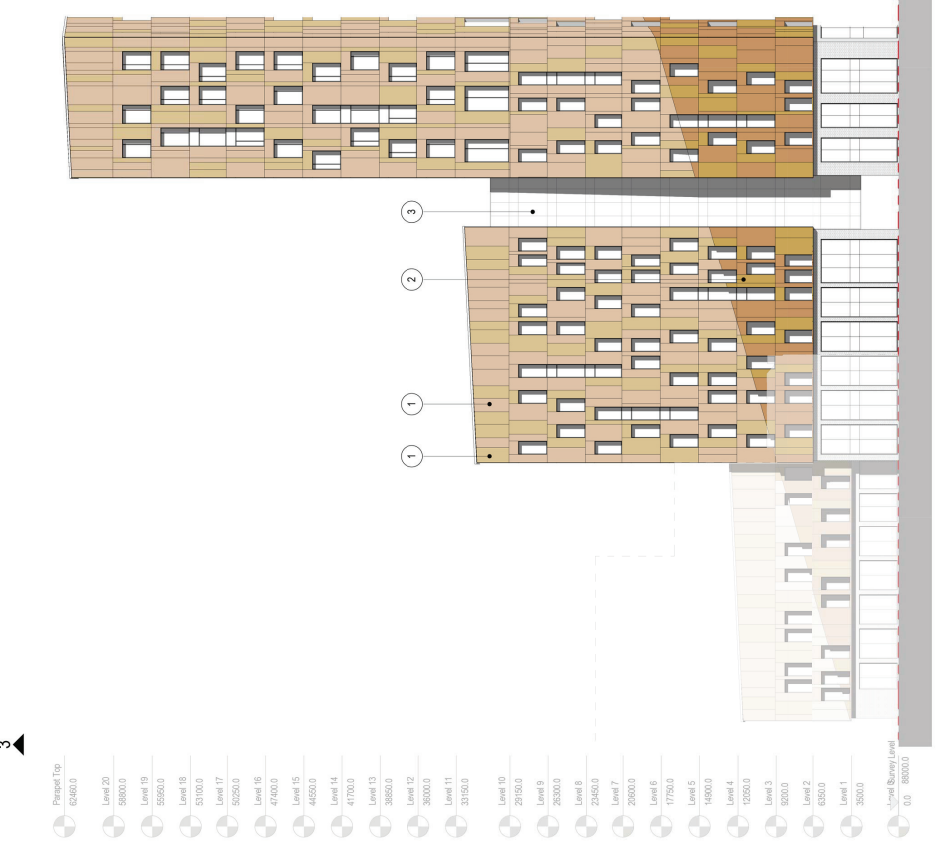 3
2
1
1
Parapet Top
62460.0
Level 20
58800.0
Level 19
55950.0
Level 18
53100.0
Level 17
50250.0
Level 16
47400.0
Level 15
44550.0
Level 14
41700.0
Level 13
38850.0
Level 12
36000.0
Level 11
33150.0
Level 10
29150.0
Level 9
26300.0
Level 8
23450.0
Level 7
20600.0
Level 6
17750.0
Level 5
14900.0
Level 4
12050.0
Level 3
9200.0
Level 2
6350.0
Level 1
3500.0
Level
0.0
Survey Level
88000.0